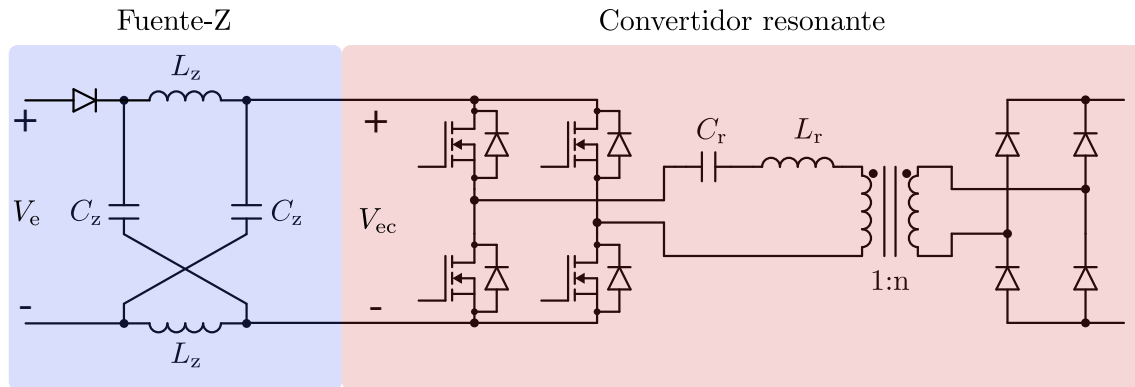 Fuente-Z
Convertidor resonante
L_z
+
+
C_r
L_r
V_e
C_z
C_z
V_ec
1:n
-
-
L_z